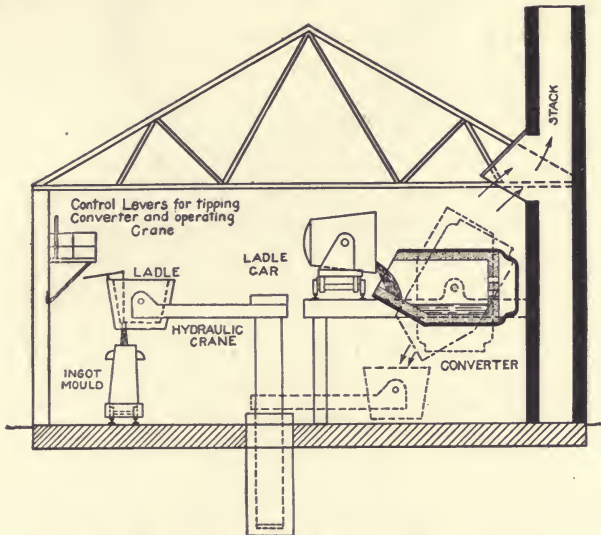 STACK
Control Levers for tipping
Converter and operating
Crane
LADLE
CAR
LADLE
HYDRAULIC
CRANE
INGOT
MOULD
CONVERTER